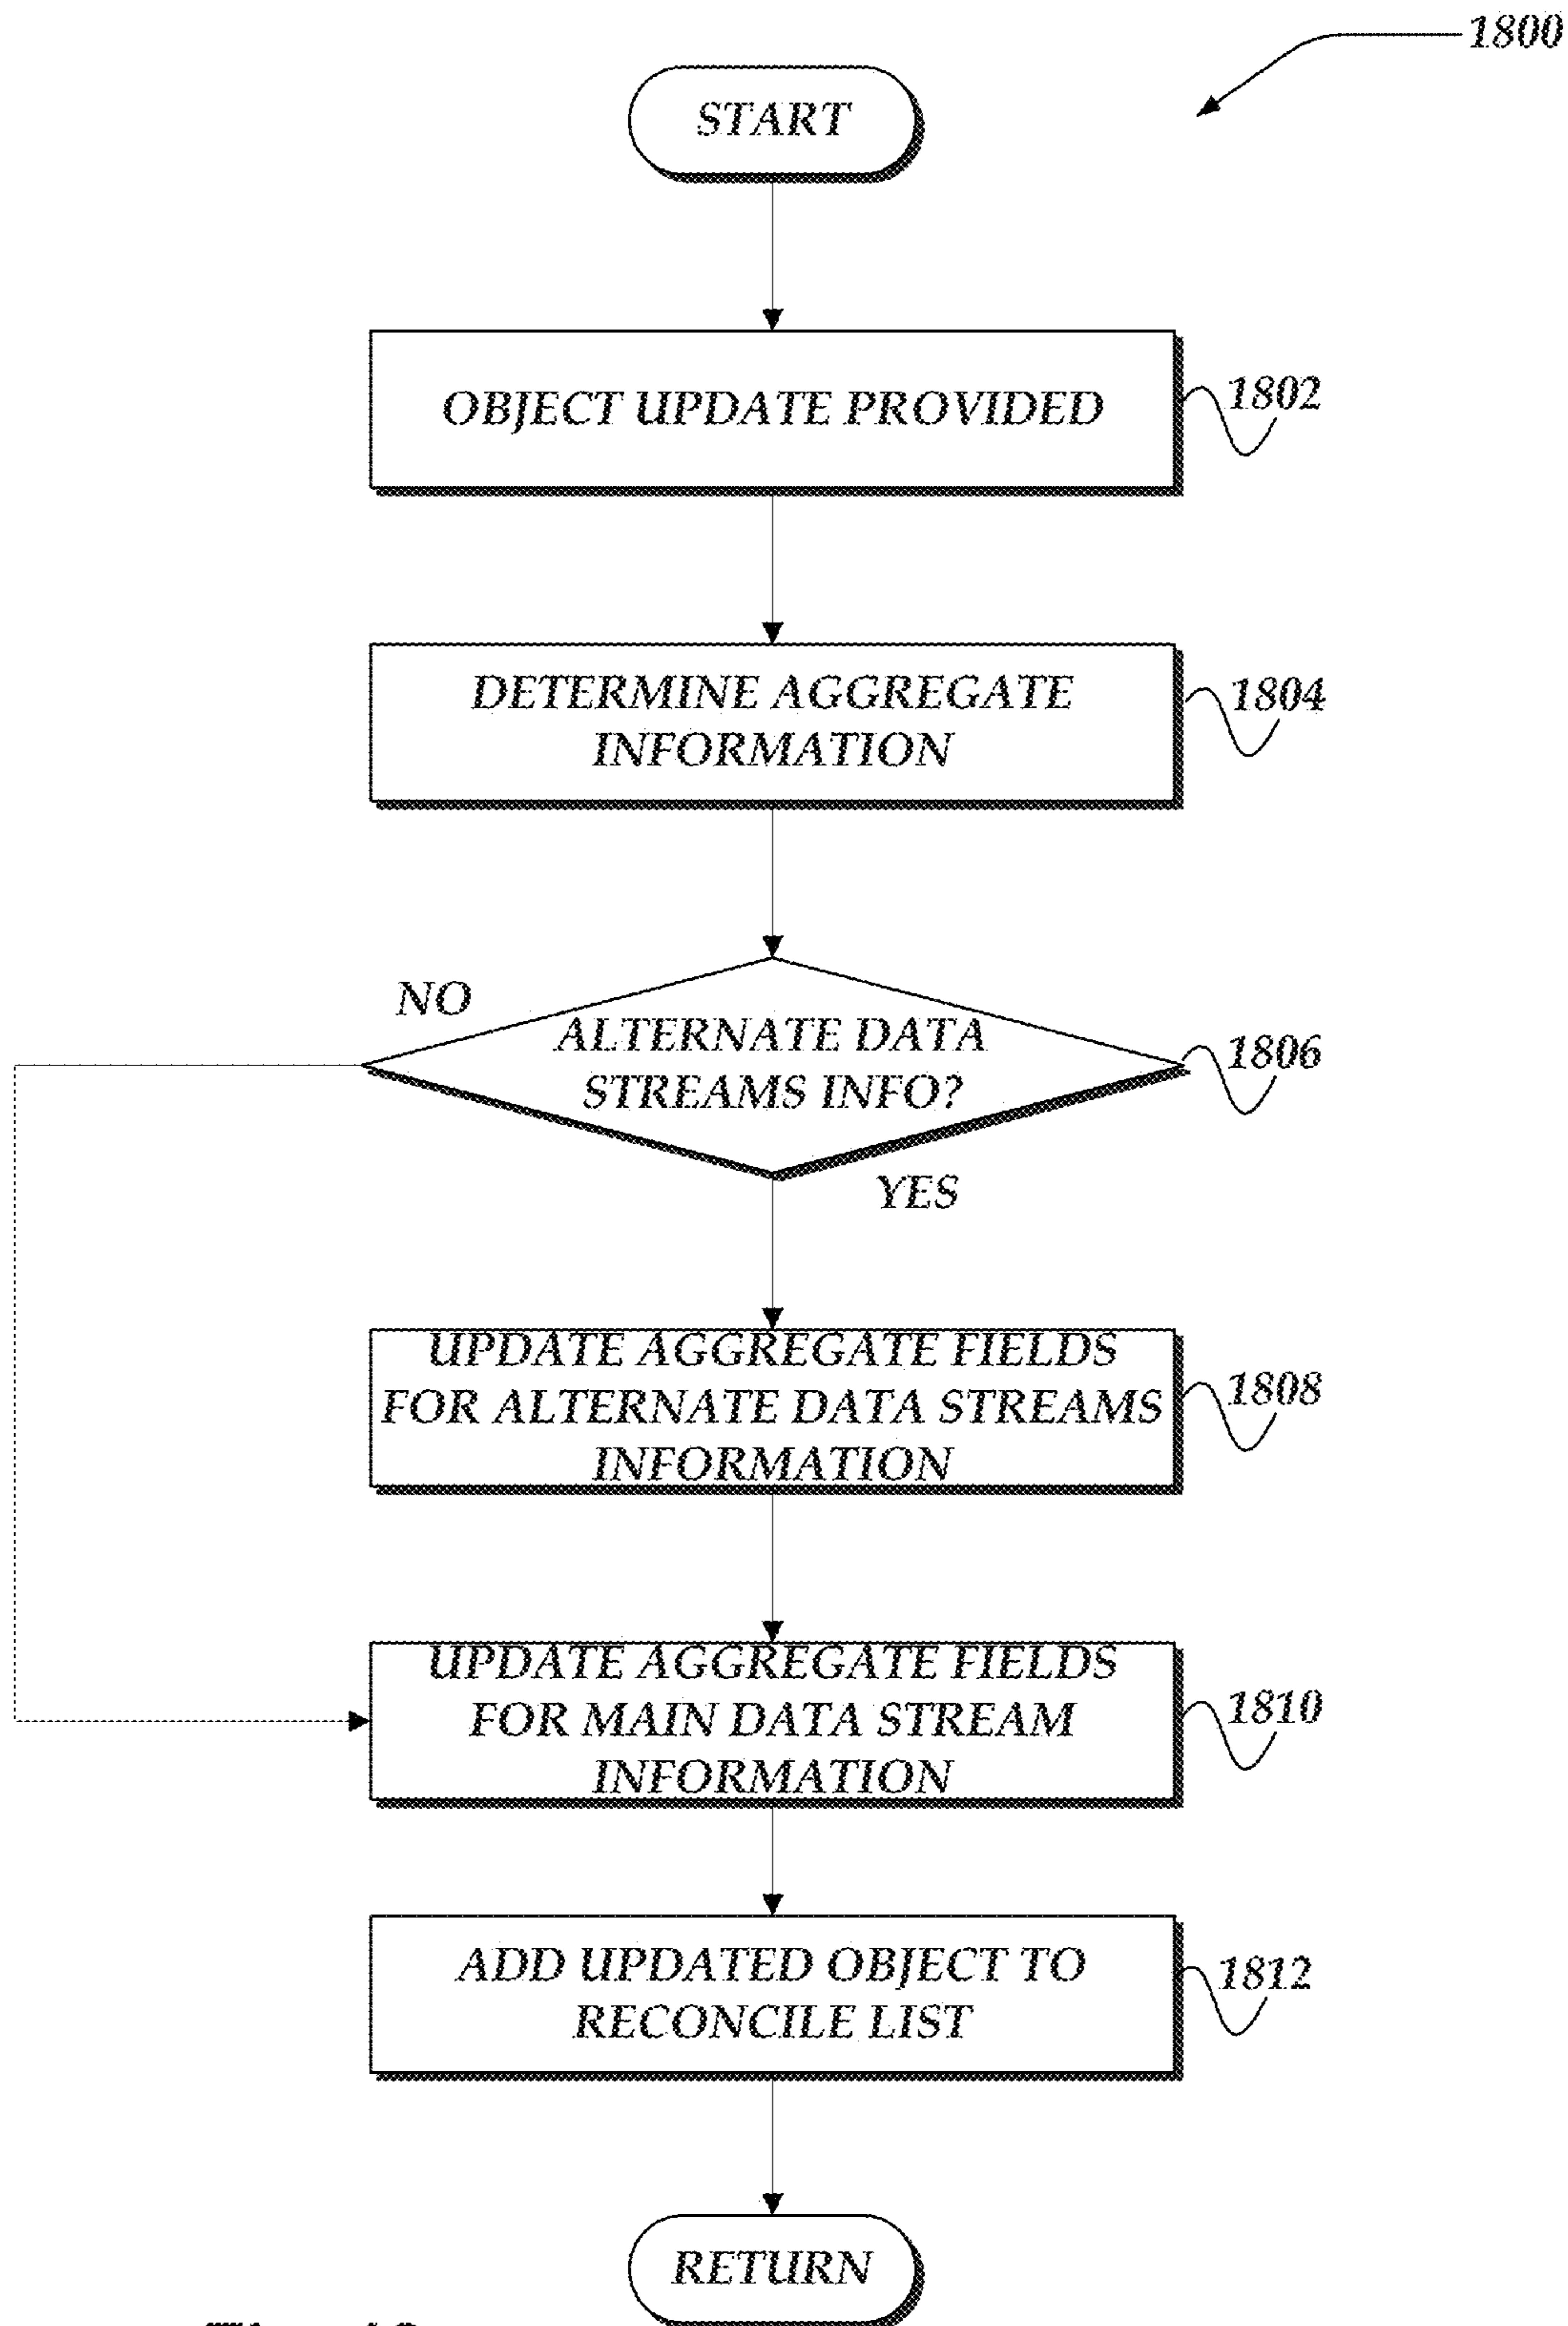 1800
START
OBJECT UPDATE PROVIDED
1802
DETERMINE AGGREGATE
INFORMATION
1804
NO
ALTERNATE DATA
STREAMS INFO?
1806
YES
UPDATE AGGREGATE FIELDS
FOR ALTERNATE DATA STREAMS
INFORMATION
1808
UPDATE AGGREGATE FIELDS
FOR MAIN DATA STREAM
INFORMATION
1810
ADD UPDATED OBJECT TO
RECONCILE LIST
1812
RETURN